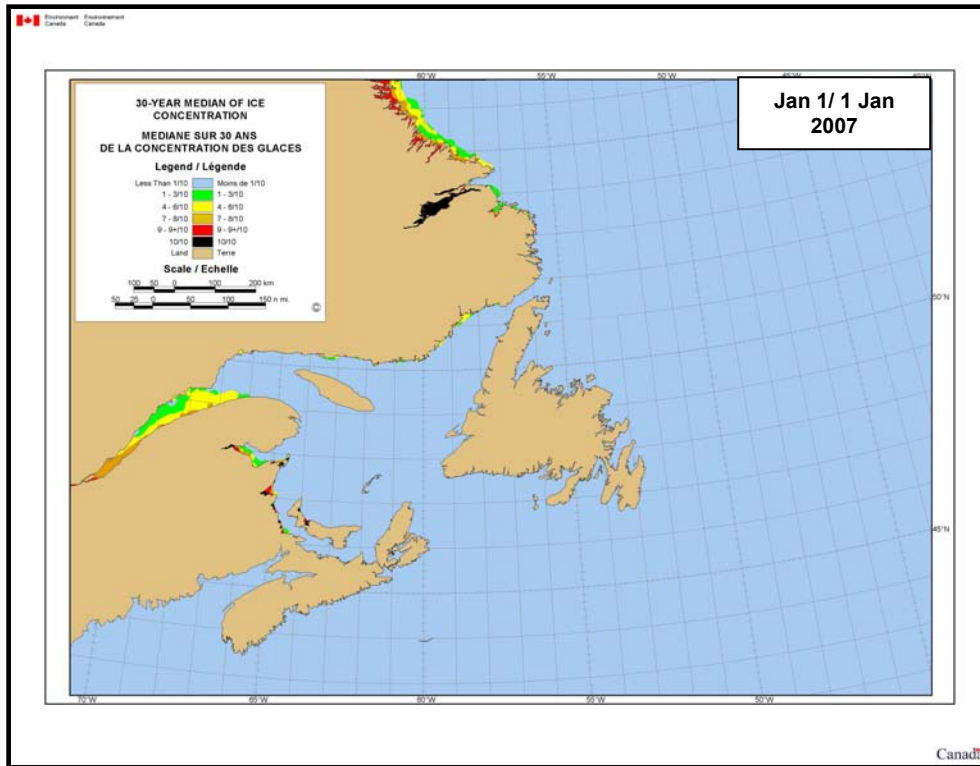 Environment Environnement
Canada Canada
60°W 55°W 50°W 45°W 40°W
Jan 1/ 1 Jan
2007
30-YEAR MEDIAN OF ICE
CONCENTRATION
MEDIANE SUR 30 ANS
DE LA CONCENTRATION DES GLACES
Legend / Légende
Less Than 1/10 Moins de 1/10
1 - 3/10 1 - 3/10
4 - 6/10 4 - 6/10
7 - 8/10 7 - 8/10
9 - 9+/10 9 - 9+/10
10/10 10/10
Land Terre
Scale / Echelle
100 50 0 100 200 km
50 25 0 50 100 150 n mi.
©
50°N
45°N
70°W 65°W 60°W 55°W 50°W
Canada